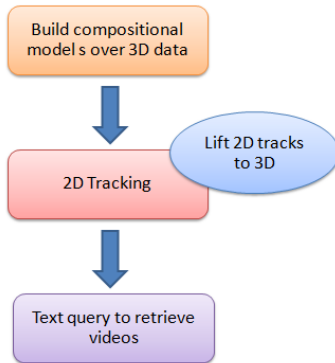 Build compositional
model s over 3D data
Lift 2D tracks
to 3D
2D Tracking
Text query to retrieve
videos